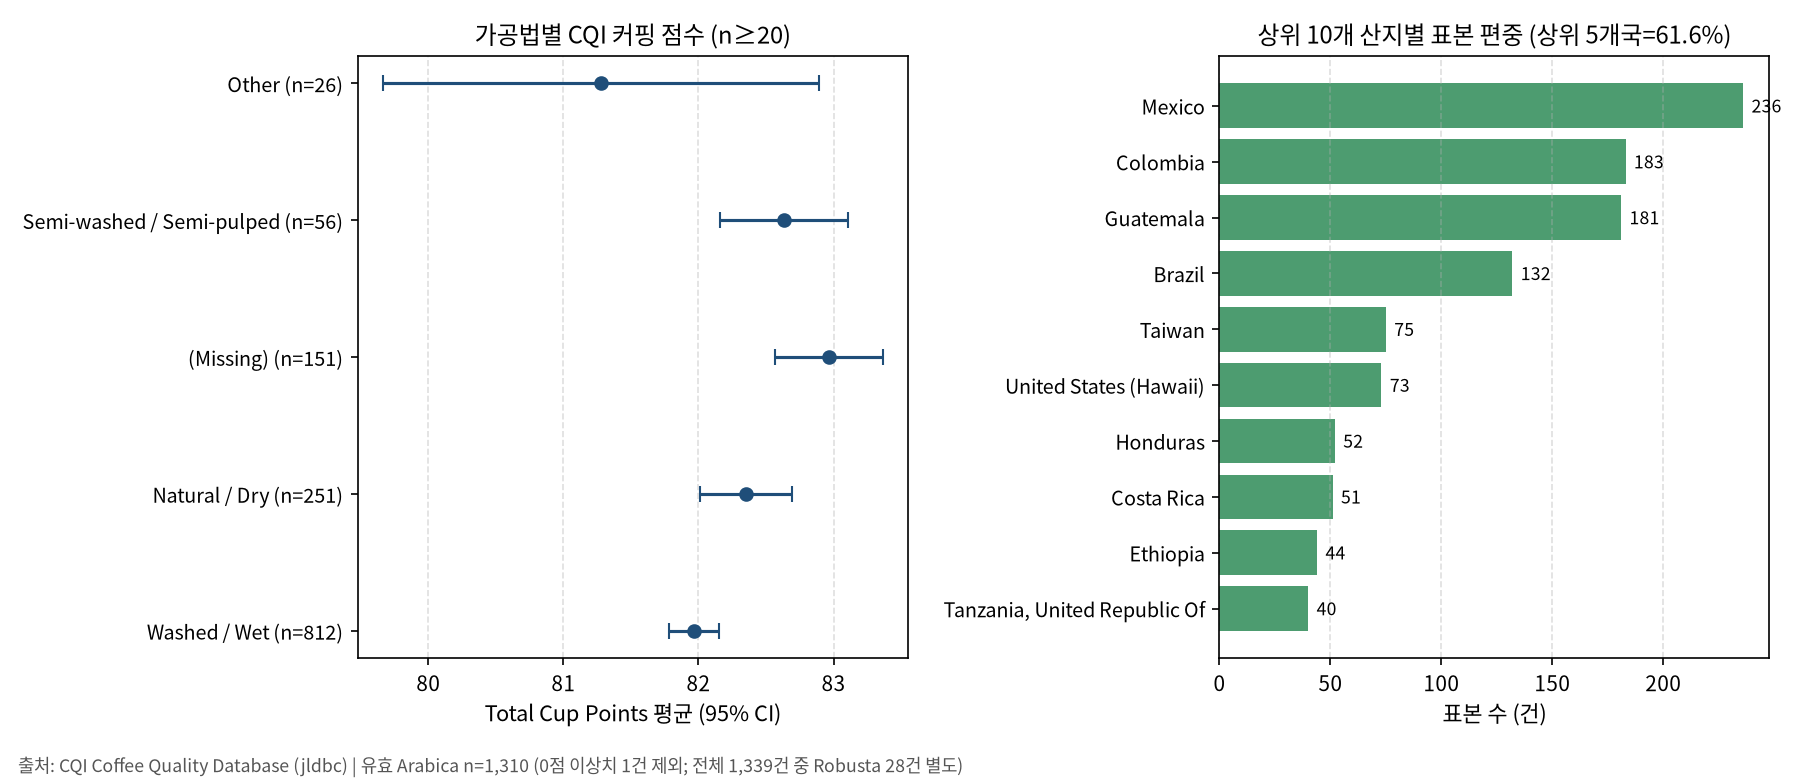 가공법별 CQI 커핑 점수 (n≥20)
Other (n=26)
Semi-washed / Semi-pulped (n=56)
(Missing) (n=151)
Natural / Dry (n=251)
Washed / Wet (n=812)
80 81 82 83
Total Cup Points 평균 (95% CI)
상위 10개 산지별 표본 편중 (상위 5개국=61.6%)
Mexico 236
Colombia 183
Guatemala 181
Brazil 132
Taiwan 75
United States (Hawaii) 73
Honduras 52
Costa Rica 51
Ethiopia 44
Tanzania, United Republic Of 40
0 50 100 150 200
표본 수 (건)
출처: CQI Coffee Quality Database (jldbc) | 유효 Arabica n=1,310 (0점 이상치 1건 제외; 전체 1,339건 중 Robusta 28건 별도)